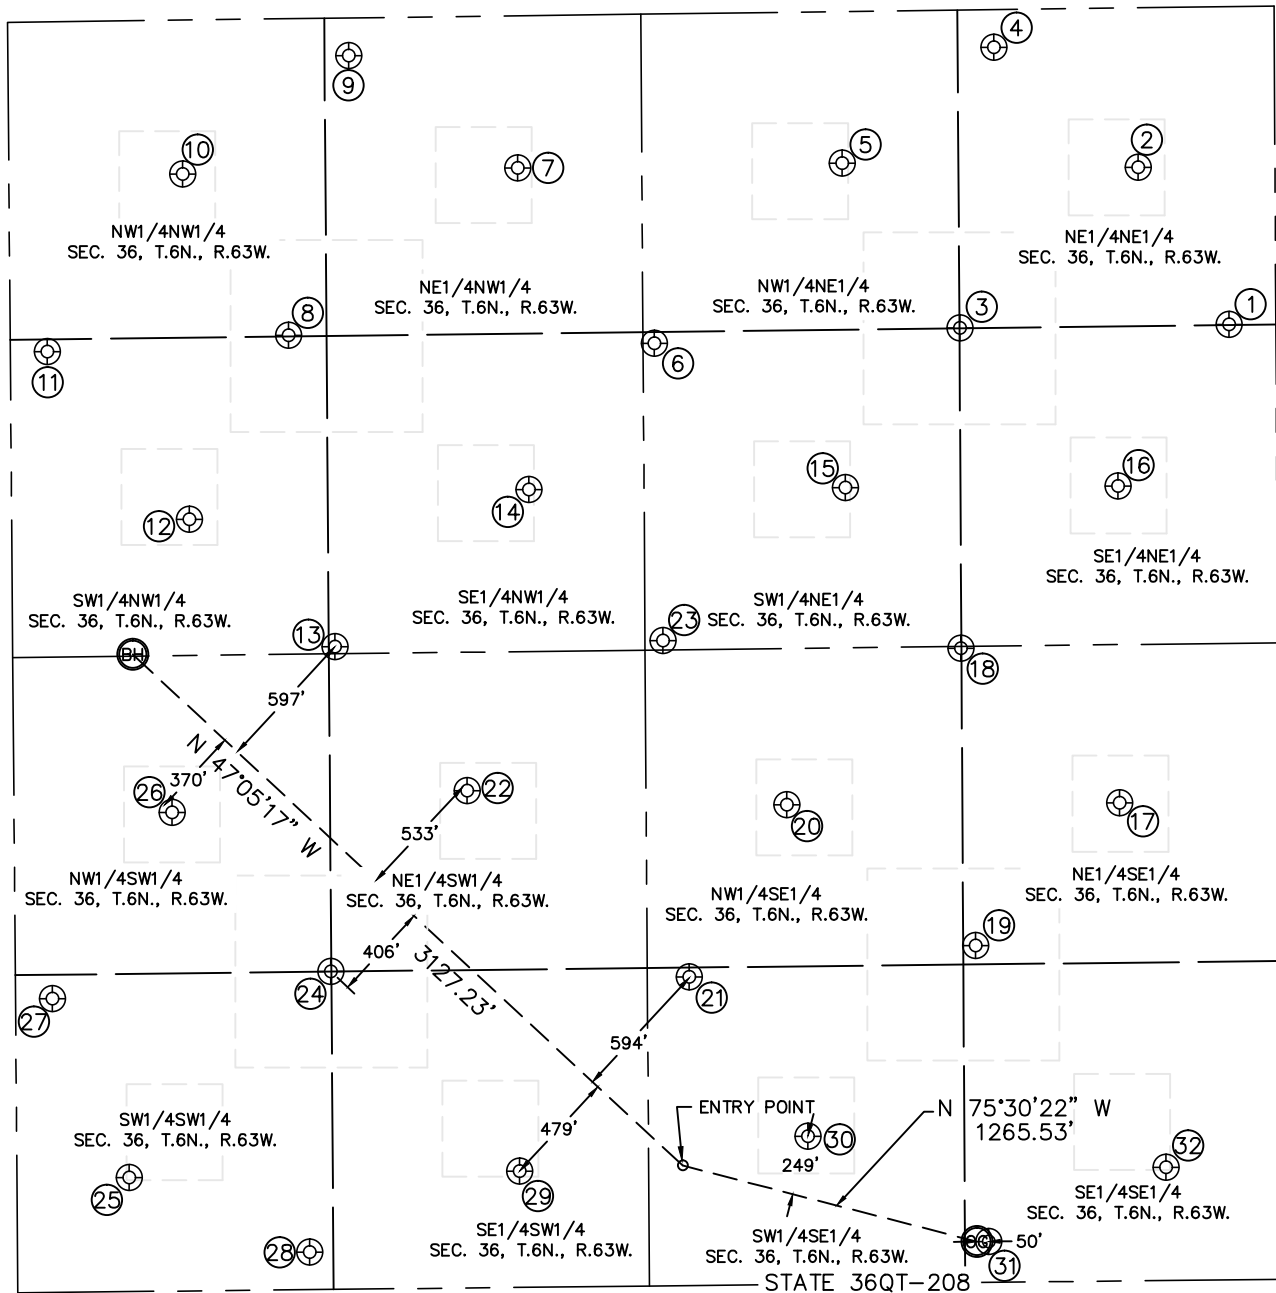 4
9
5
2
10
7
NW1/4NW1/4
SEC. 36, T.6N., R.63W.
NE1/4NE1/4
SEC. 36, T.6N., R.63W.
NE1/4NW1/4
SEC. 36, T.6N., R.63W.
NW1/4NE1/4
SEC. 36, T.6N., R.63W.
8
3
1
6
11
15
16
14
12
SE1/4NE1/4
SEC. 36, T.6N., R.63W.
SW1/4NW1/4
SEC. 36, T.6N., R.63W.
SE1/4NW1/4
SEC. 36, T.6N., R.63W.
SW1/4NE1/4
SEC. 36, T.6N., R.63W.
13
23
BH
18
597'
N 47°05'17" W
370'
26
22
533'
20
17
NW1/4SW1/4
SEC. 36, T.6N., R.63W.
NE1/4SW1/4
SEC. 36, T.6N., R.63W.
NW1/4SE1/4
SEC. 36, T.6N., R.63W.
NE1/4SE1/4
SEC. 36, T.6N., R.63W.
19
406'
3127.23'
24
21
27
594'
ENTRY POINT
N 75°30'22" W
1265.53'
SW1/4SW1/4
SEC. 36, T.6N., R.63W.
479'
30
249'
32
25
29
SE1/4SE1/4
SEC. 36, T.6N., R.63W.
SE1/4SW1/4
SEC. 36, T.6N., R.63W.
SW1/4SE1/4
SEC. 36, T.6N., R.63W.
28
50'
31
STATE 36QT-208